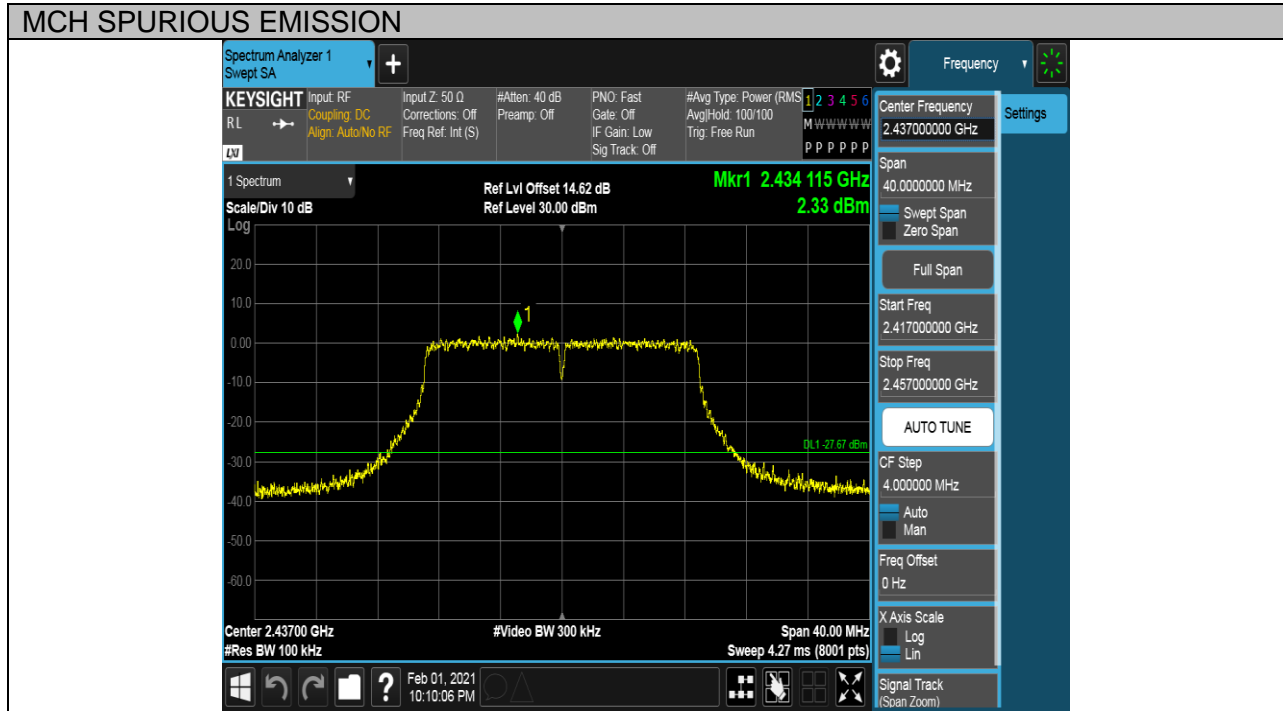 MCH SPURIOUS EMISSION
Spectrum Analyzer 1
Swept SA
+
Frequency
KEYSIGHT
RL
LXI
Input: RF
Coupling: DC
Align: Auto/No RF
Input Z: 50 Ω
Corrections: Off
Freq Ref: Int (S)
#Atten: 40 dB
Preamp: Off
PNO: Fast
Gate: Off
IF Gain: Low
Sig Track: Off
#Avg Type: Power (RMS
Avg|Hold: 100/100
Trig: Free Run
1 2 3 4 5 6
M W W W W W
P P P P P P
1 Spectrum
Scale/Div 10 dB
Ref Lvl Offset 14.62 dB
Ref Level 30.00 dBm
Mkr1 2.434 115 GHz
2.33 dBm
Log
20.0
10.0
0.00
-10.0
-20.0
-30.0
-40.0
-50.0
-60.0
1
DL1 -27.67 dBm
Center 2.43700 GHz
#Res BW 100 kHz
#Video BW 300 kHz
Span 40.00 MHz
Sweep 4.27 ms (8001 pts)
?
Feb 01, 2021
10:10:06 PM
Center Frequency
2.437000000 GHz
Settings
Span
40.0000000 MHz
Swept Span
Zero Span
Full Span
Start Freq
2.417000000 GHz
Stop Freq
2.457000000 GHz
AUTO TUNE
CF Step
4.000000 MHz
Auto
Man
Freq Offset
0 Hz
X Axis Scale
Log
Lin
Signal Track
(Span Zoom)